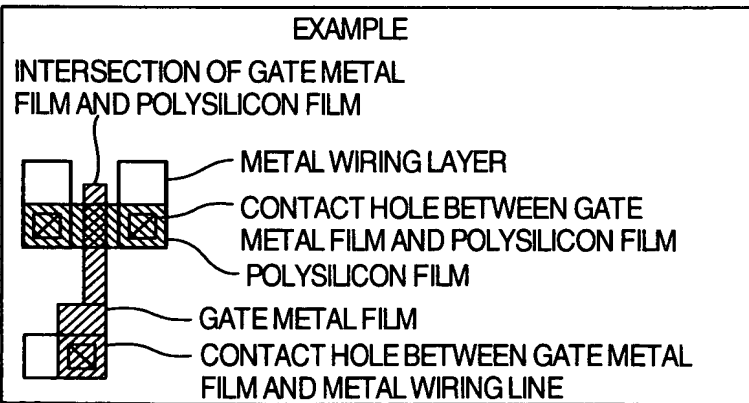 EXAMPLE
INTERSECTION OF GATE METAL
FILM AND POLYSILICON FILM
METAL WIRING LAYER
CONTACT HOLE BETWEEN GATE
METAL FILM AND POLYSILICON FILM
POLYSILICON FILM
GATE METAL FILM
CONTACT HOLE BETWEEN GATE METAL
FILM AND METAL WIRING LINE